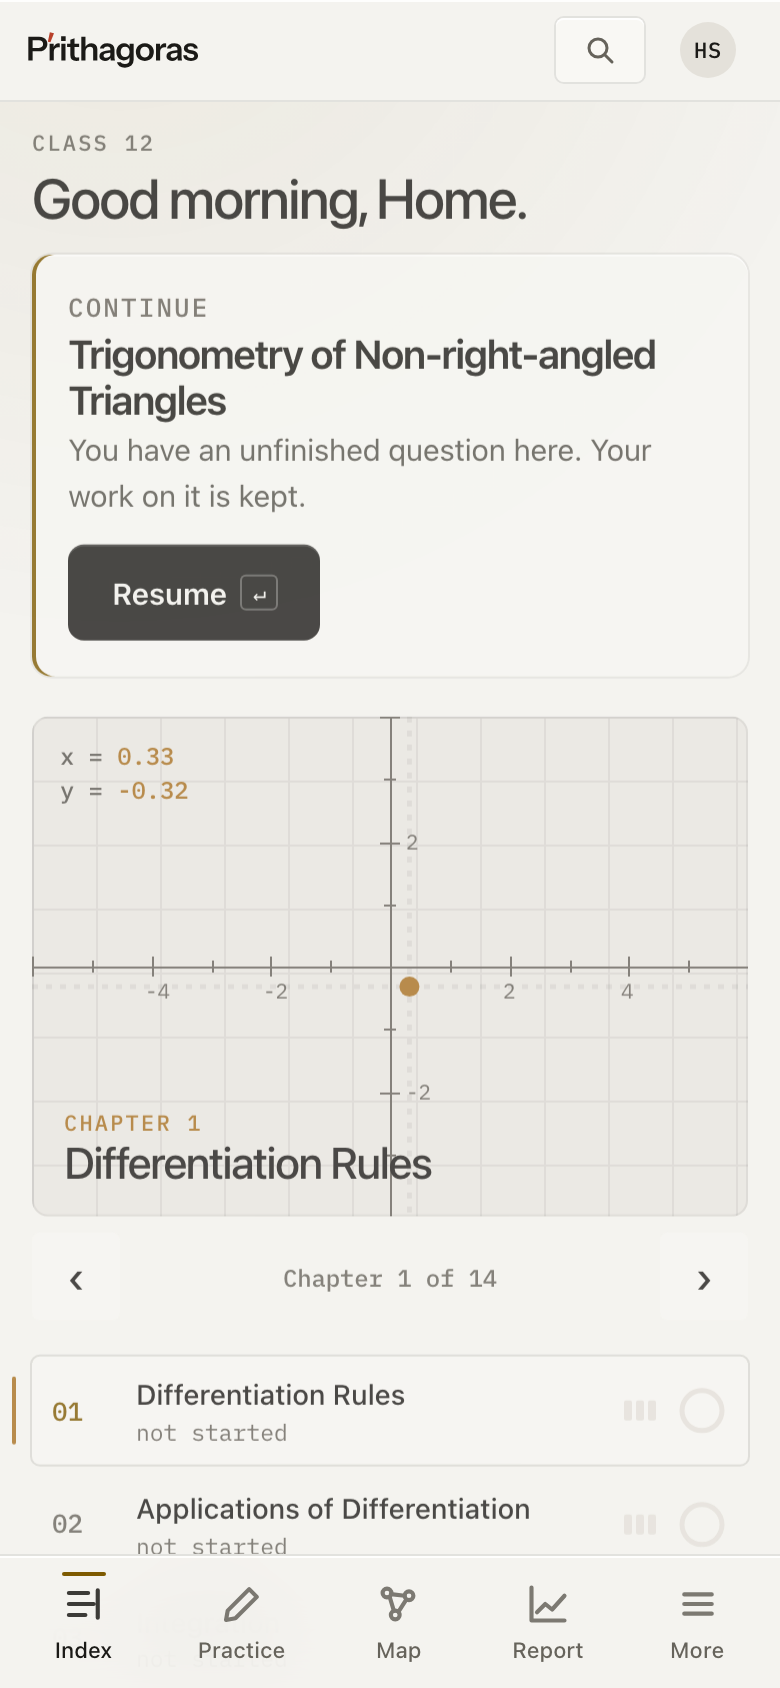 Prithagoras
HS
CLASS 12
Good morning, Home.
CONTINUE
Trigonometry of Non-right-angled
Triangles
You have an unfinished question here. Your
work on it is kept.
Resume ↵
x = 0.33
y = -0.32
2
-4 -2 2 4
-2
CHAPTER 1
Differentiation Rules
‹ Chapter 1 of 14 ›
01 Differentiation Rules
not started
02 Applications of Differentiation
not started
Index Practice Map Report More